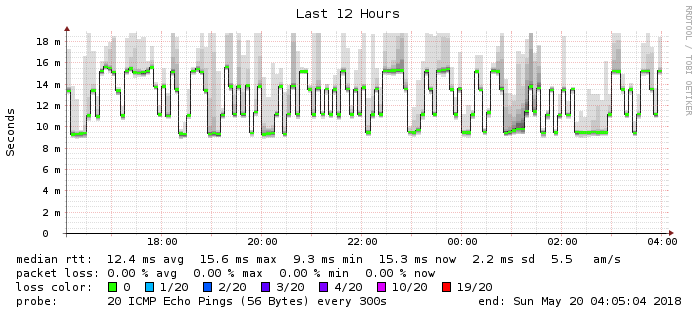 Last 12 Hours
RRDTOOL / TOBI OETIKER
Seconds
18 m
16 m
14 m
12 m
10 m
8 m
6 m
4 m
2 m
0
18:00 20:00 22:00 00:00 02:00 04:00
median rtt: 12.4 ms avg 15.6 ms max 9.3 ms min 15.3 ms now 2.2 ms sd 5.5 am/s
packet loss: 0.00 % avg 0.00 % max 0.00 % min 0.00 % now
loss color: 0 1/20 2/20 3/20 4/20 10/20 19/20
probe: 20 ICMP Echo Pings (56 Bytes) every 300s end: Sun May 20 04:05:04 2018